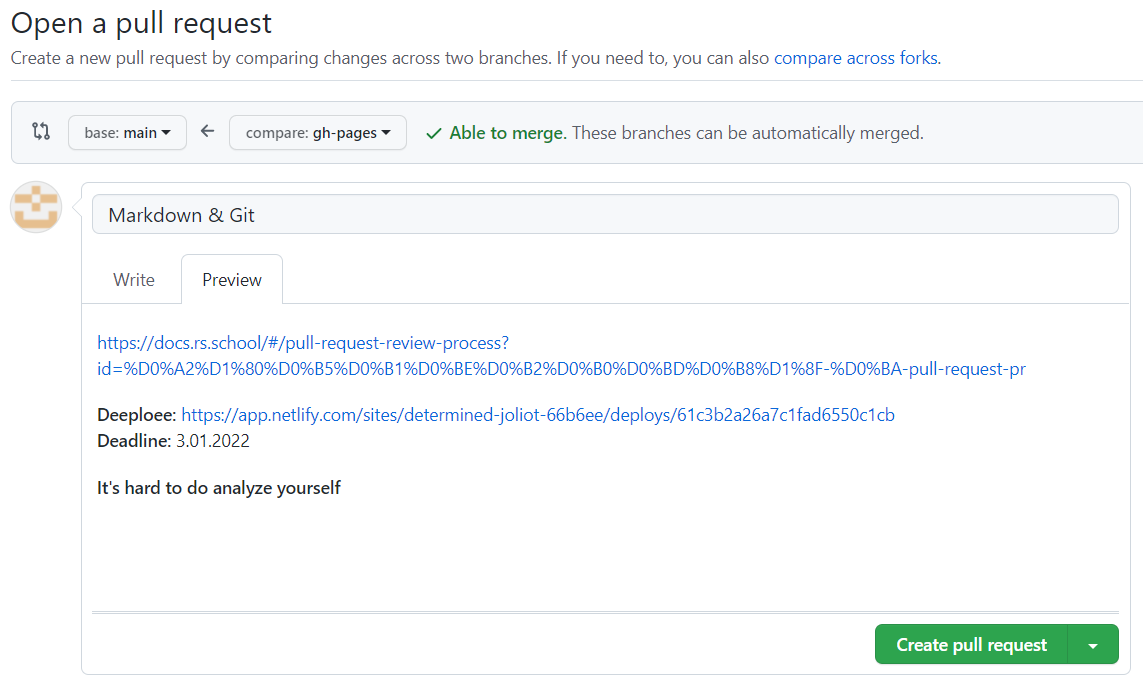 Open a pull request
Create a new pull request by comparing changes across two branches. If you need to, you can also compare across forks.
base: main
compare: gh-pages
Able to merge. These branches can be automatically merged.
Markdown & Git
Write
Preview
https://docs.rs.school/#/pull-request-review-process?
id=%D0%A2%D1%80%D0%B5%D0%B1%D0%BE%D0%B2%D0%B0%D0%BD%D0%B8%D1%8F-%D0%BA-pull-request-pr
Deeploee: https://app.netlify.com/sites/determined-joliot-66b6ee/deploys/61c3b2a26a7c1fad6550c1cb
Deadline: 3.01.2022
It's hard to do analyze yourself
Create pull request